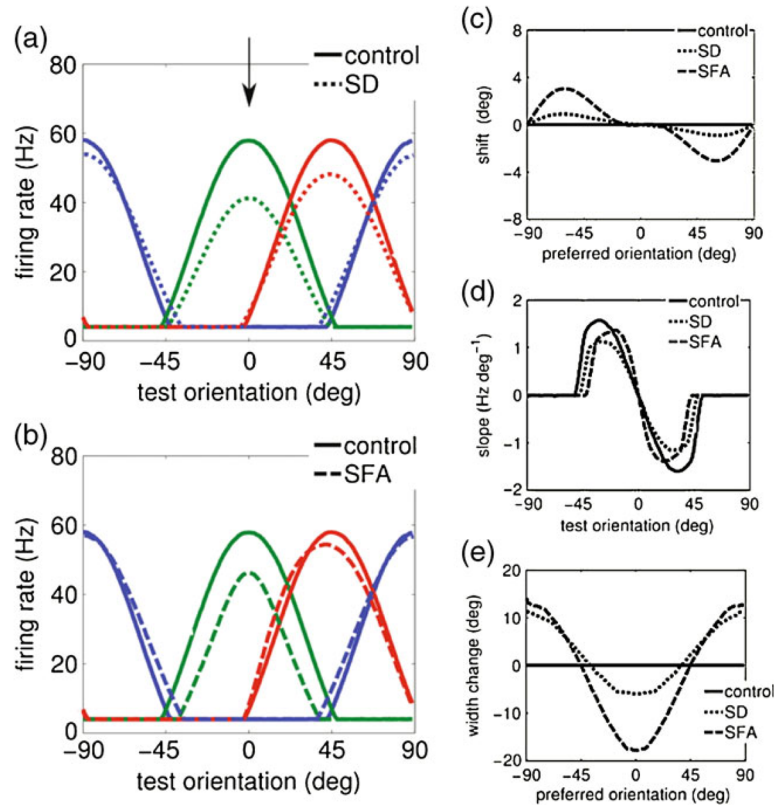 (a)
control
SD
80
60
40
20
0
firing rate (Hz)
-90 -45 0 45 90
test orientation (deg)
(b)
control
SFA
80
60
40
20
0
firing rate (Hz)
-90 -45 0 45 90
test orientation (deg)
(c)
control
SD
SFA
8
4
0
-4
-8
shift (deg)
-90 -45 0 45 90
preferred orientation (deg)
(d)
control
SD
SFA
2
1
0
-1
-2
slope (Hz deg⁻¹)
-90 -45 0 45 90
test orientation (deg)
(e)
20
10
0
-10
-20
width change (deg)
control
SD
SFA
-90 -45 0 45 90
preferred orientation (deg)